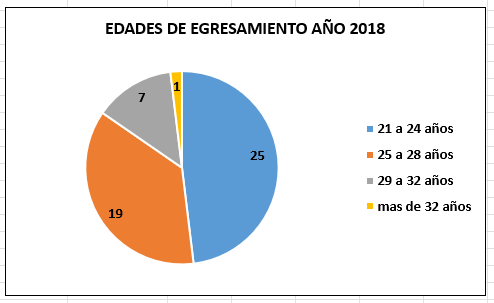 EDADES DE EGRESAMIENTO AÑO 2018
1
7
25
19
21 a 24 años
25 a 28 años
29 a 32 años
mas de 32 años